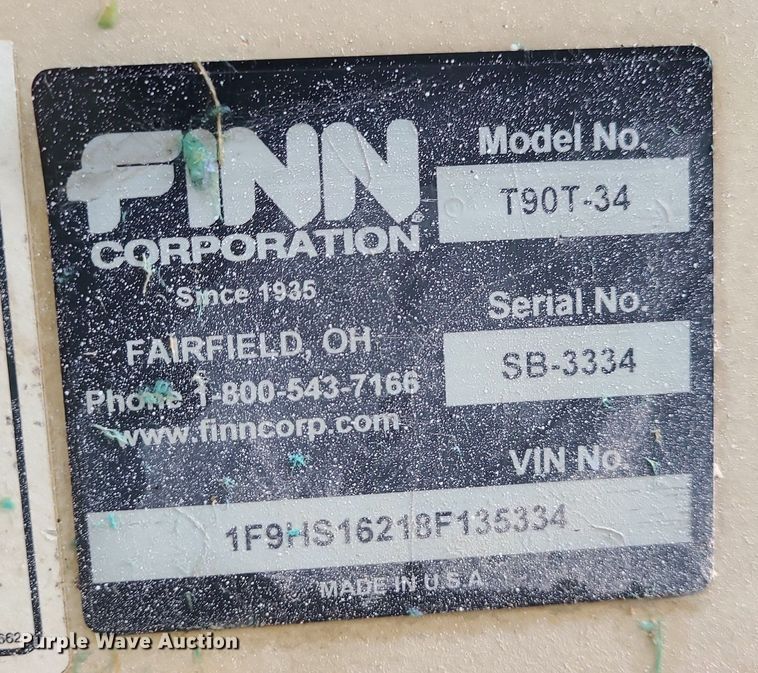 FINN
CORPORATION®
Since 1935
FAIRFIELD, OH
Phone 1-800-543-7166
www.finncorp.com
Model No.
T90T-34
Serial No.
SB-3334
VIN No.
1F9HS16218F135334
MADE IN U.S.A.
662
Purple Wave Auction